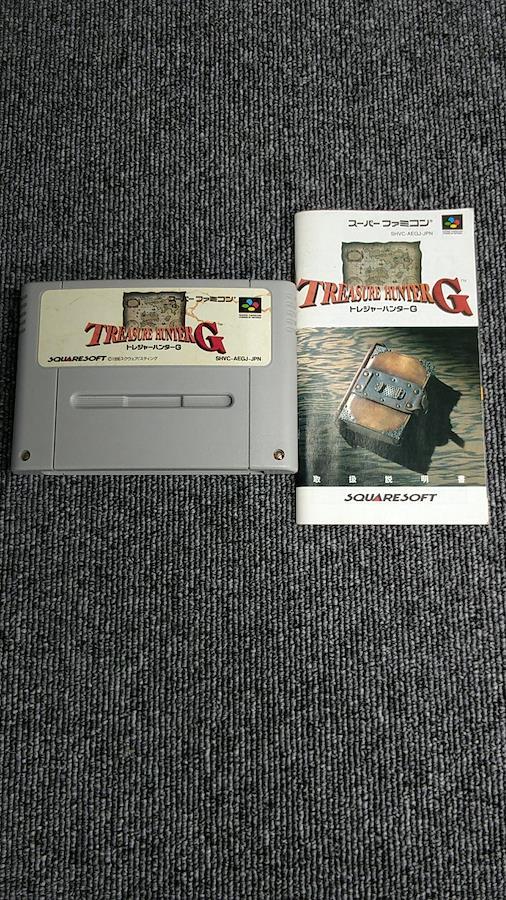 スーパーファミコン
TREASURE HUNTER G
トレジャーハンターG
SQUARESOFT
SHVC-AEGJ-JPN
スーパーファミコン
SHVC-AEGJ-JPN
TREASURE HUNTER G
トレジャーハンターG
取扱説明書
SQUARESOFT